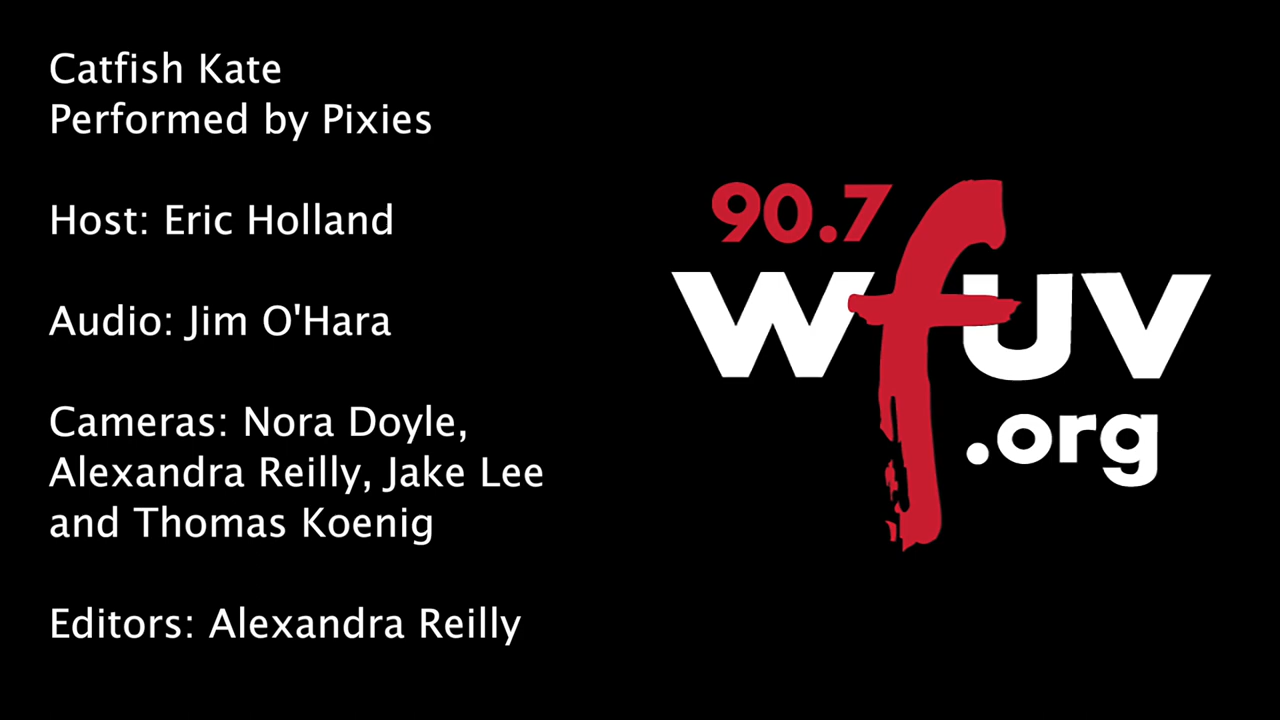 Catfish Kate
Performed by Pixies
Host: Eric Holland
Audio: Jim O'Hara
Cameras: Nora Doyle,
Alexandra Reilly, Jake Lee
and Thomas Koenig
Editors: Alexandra Reilly
90.7
wfuv
.org